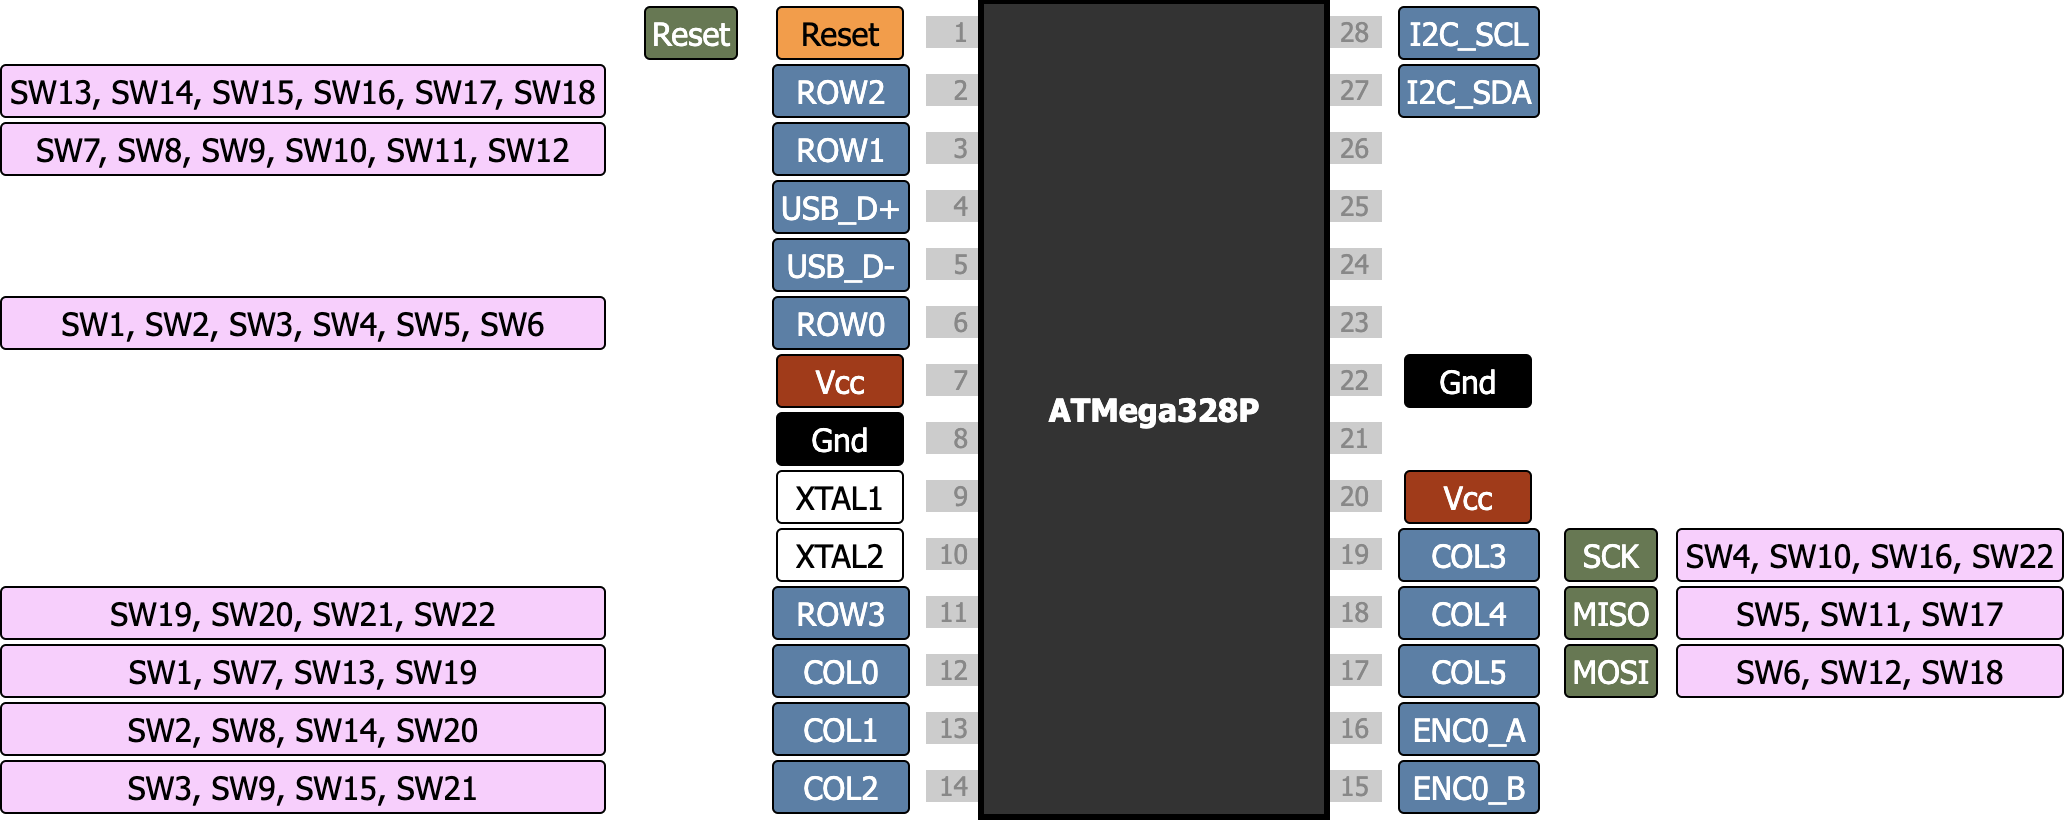 Reset Reset 1 28 I2C_SCL
SW13, SW14, SW15, SW16, SW17, SW18 ROW2 2 27 I2C_SDA
SW7, SW8, SW9, SW10, SW11, SW12 ROW1 3 26
USB_D+ 4 25
USB_D- 5 24
SW1, SW2, SW3, SW4, SW5, SW6 ROW0 6 23
Vcc 7 22 Gnd
ATMega328P
Gnd 8 21
XTAL1 9 20 Vcc
XTAL2 10 19 COL3 SCK SW4, SW10, SW16, SW22
SW19, SW20, SW21, SW22 ROW3 11 18 COL4 MISO SW5, SW11, SW17
SW1, SW7, SW13, SW19 COL0 12 17 COL5 MOSI SW6, SW12, SW18
SW2, SW8, SW14, SW20 COL1 13 16 ENC0_A
SW3, SW9, SW15, SW21 COL2 14 15 ENC0_B